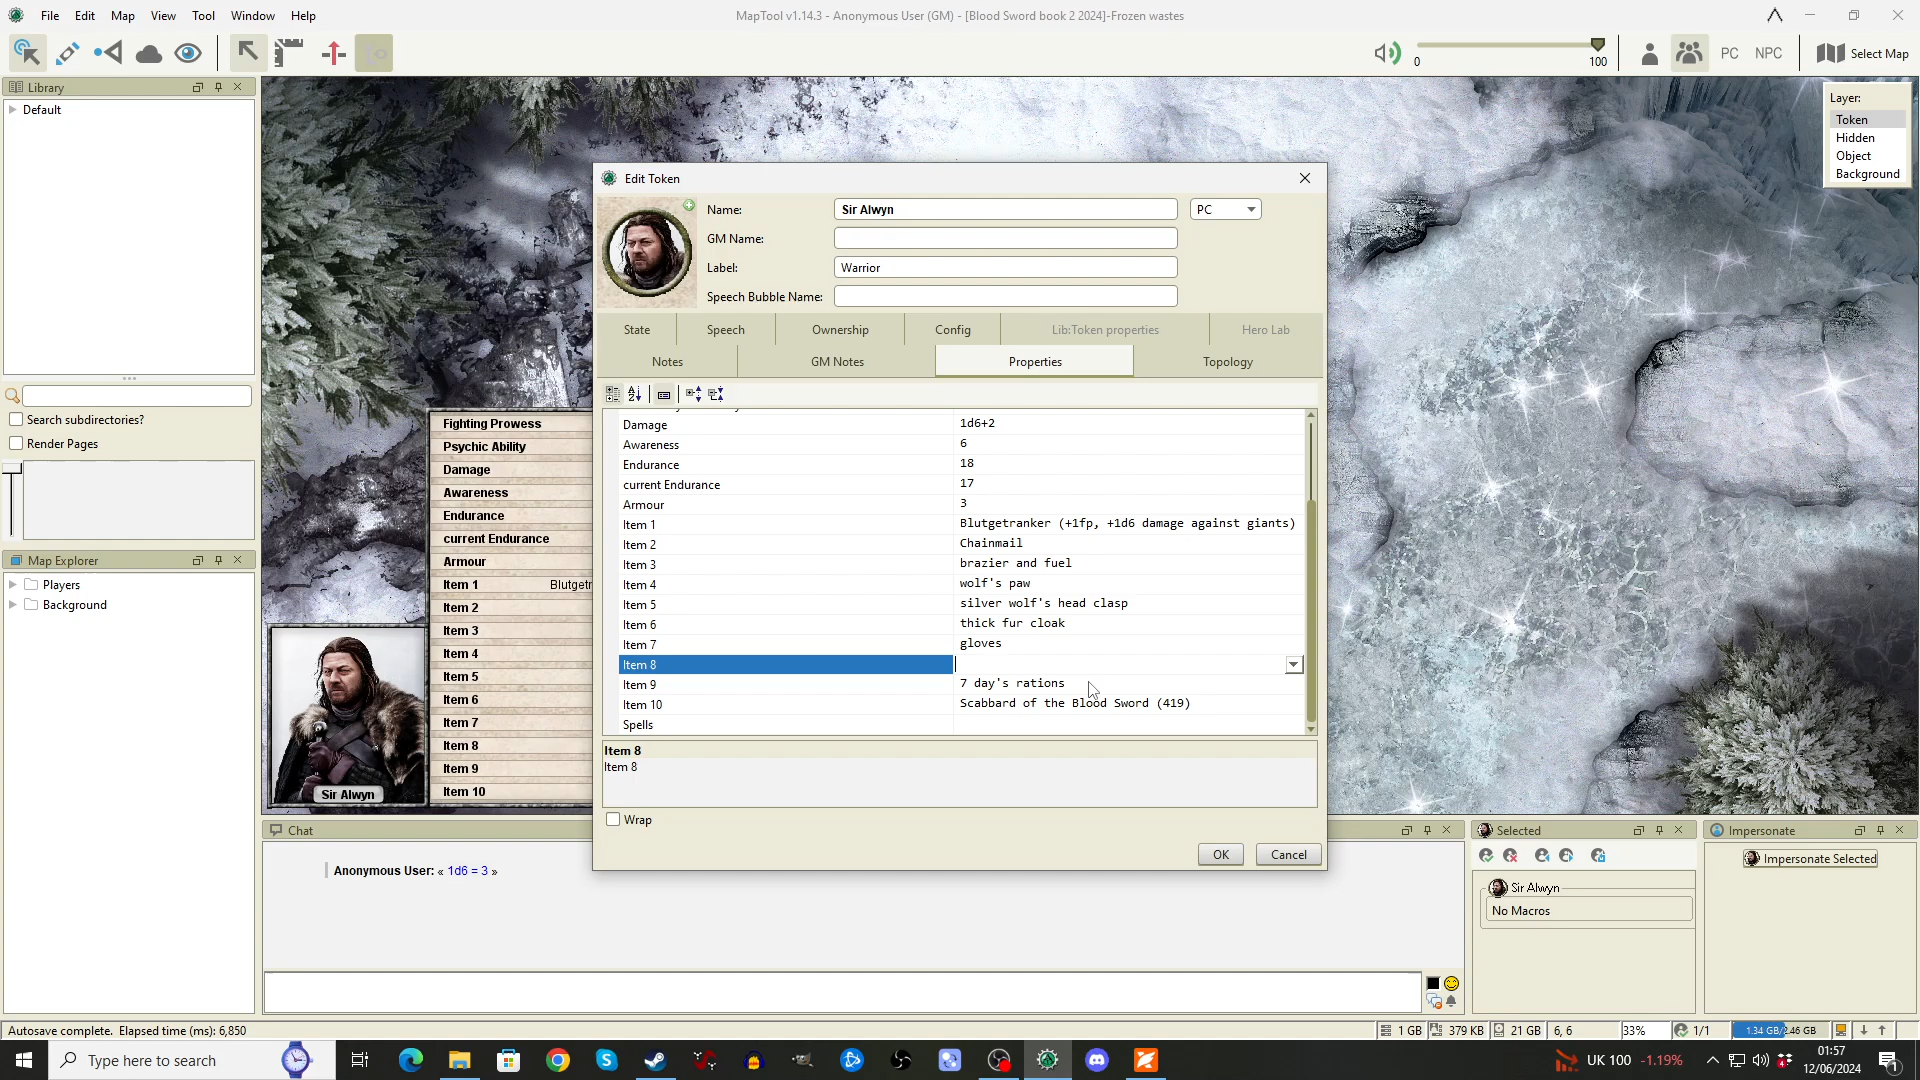 File Edit Map View Tool Window Help
MapTool v1.14.3 - Anonymous User (GM) - [Blood Sword book 2 2024]-Frozen wastes
0 100 PC NPC Select Map
Library
Default
Search subdirectories?
Render Pages
Map Explorer
Players
Background
Layer:
Token
Hidden
Object
Background
Fighting Prowess
Psychic Ability
Damage
Awareness
Endurance
current Endurance
Armour
Item 1 Blutgetr
Item 2
Item 3
Item 4
Item 5
Item 6
Item 7
Item 8
Item 9
Item 10
Sir Alwyn
Edit Token
Name: Sir Alwyn PC
GM Name:
Label: Warrior
Speech Bubble Name:
State Speech Ownership Config Lib:Token properties Hero Lab
Notes GM Notes Properties Topology
Damage 1d6+2
Awareness 6
Endurance 18
current Endurance 17
Armour 3
Item 1 Blutgetranker (+1fp, +1d6 damage against giants)
Item 2 Chainmail
Item 3 brazier and fuel
Item 4 wolf's paw
Item 5 silver wolf's head clasp
Item 6 thick fur cloak
Item 7 gloves
Item 8
Item 9 7 day's rations
Item 10 Scabbard of the Blood Sword (419)
Spells
Item 8
Item 8
Wrap
OK Cancel
Chat
Anonymous User: « 1d6 = 3 »
Selected
Sir Alwyn
No Macros
Impersonate
Impersonate Selected
Autosave complete. Elapsed time (ms): 6,850
1 GB 379 KB 21 GB 6, 6 33% 1/1 1.34 GB/2.46 GB
Type here to search
UK 100 -1.19%
01:57
12/06/2024
1